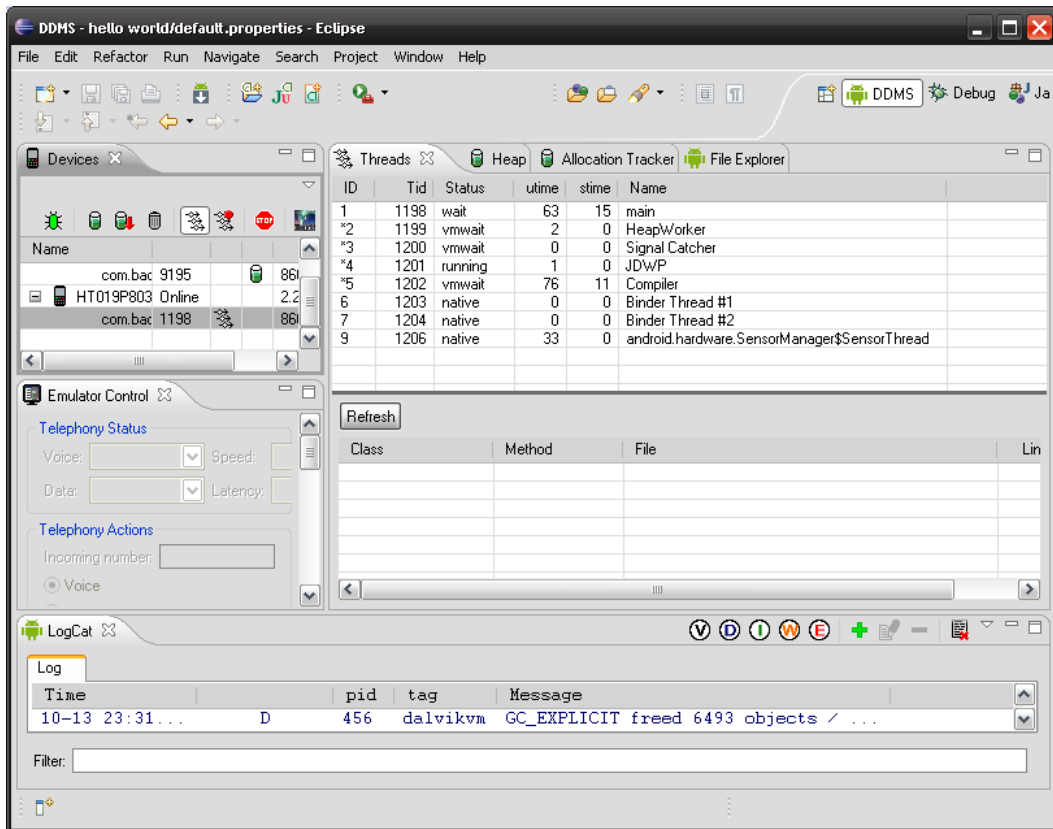 DDMS - hello world/default.properties - Eclipse
File Edit Refactor Run Navigate Search Project Window Help
DDMS Debug Ja
Devices
Threads Heap Allocation Tracker File Explorer
ID Tid Status utime stime Name
1 1198 wait 63 15 main
*2 1199 vmwait 2 0 HeapWorker
*3 1200 vmwait 0 0 Signal Catcher
*4 1201 running 1 0 JDWP
*5 1202 vmwait 76 11 Compiler
6 1203 native 0 0 Binder Thread #1
7 1204 native 0 0 Binder Thread #2
9 1206 native 33 0 android.hardware.SensorManager$SensorThread
STOP
Name
com.bac 9195 860
HT019P803 Online 2.2
com.bac 1198 860
Emulator Control
Telephony Status
Voice: Speed:
Data: Latency:
Telephony Actions
Incoming number:
Voice
Refresh
Class Method File Lin
LogCat
V D I W E
Log
Time pid tag Message
10-13 23:31... D 456 dalvikvm GC_EXPLICIT freed 6493 objects / ...
Filter: